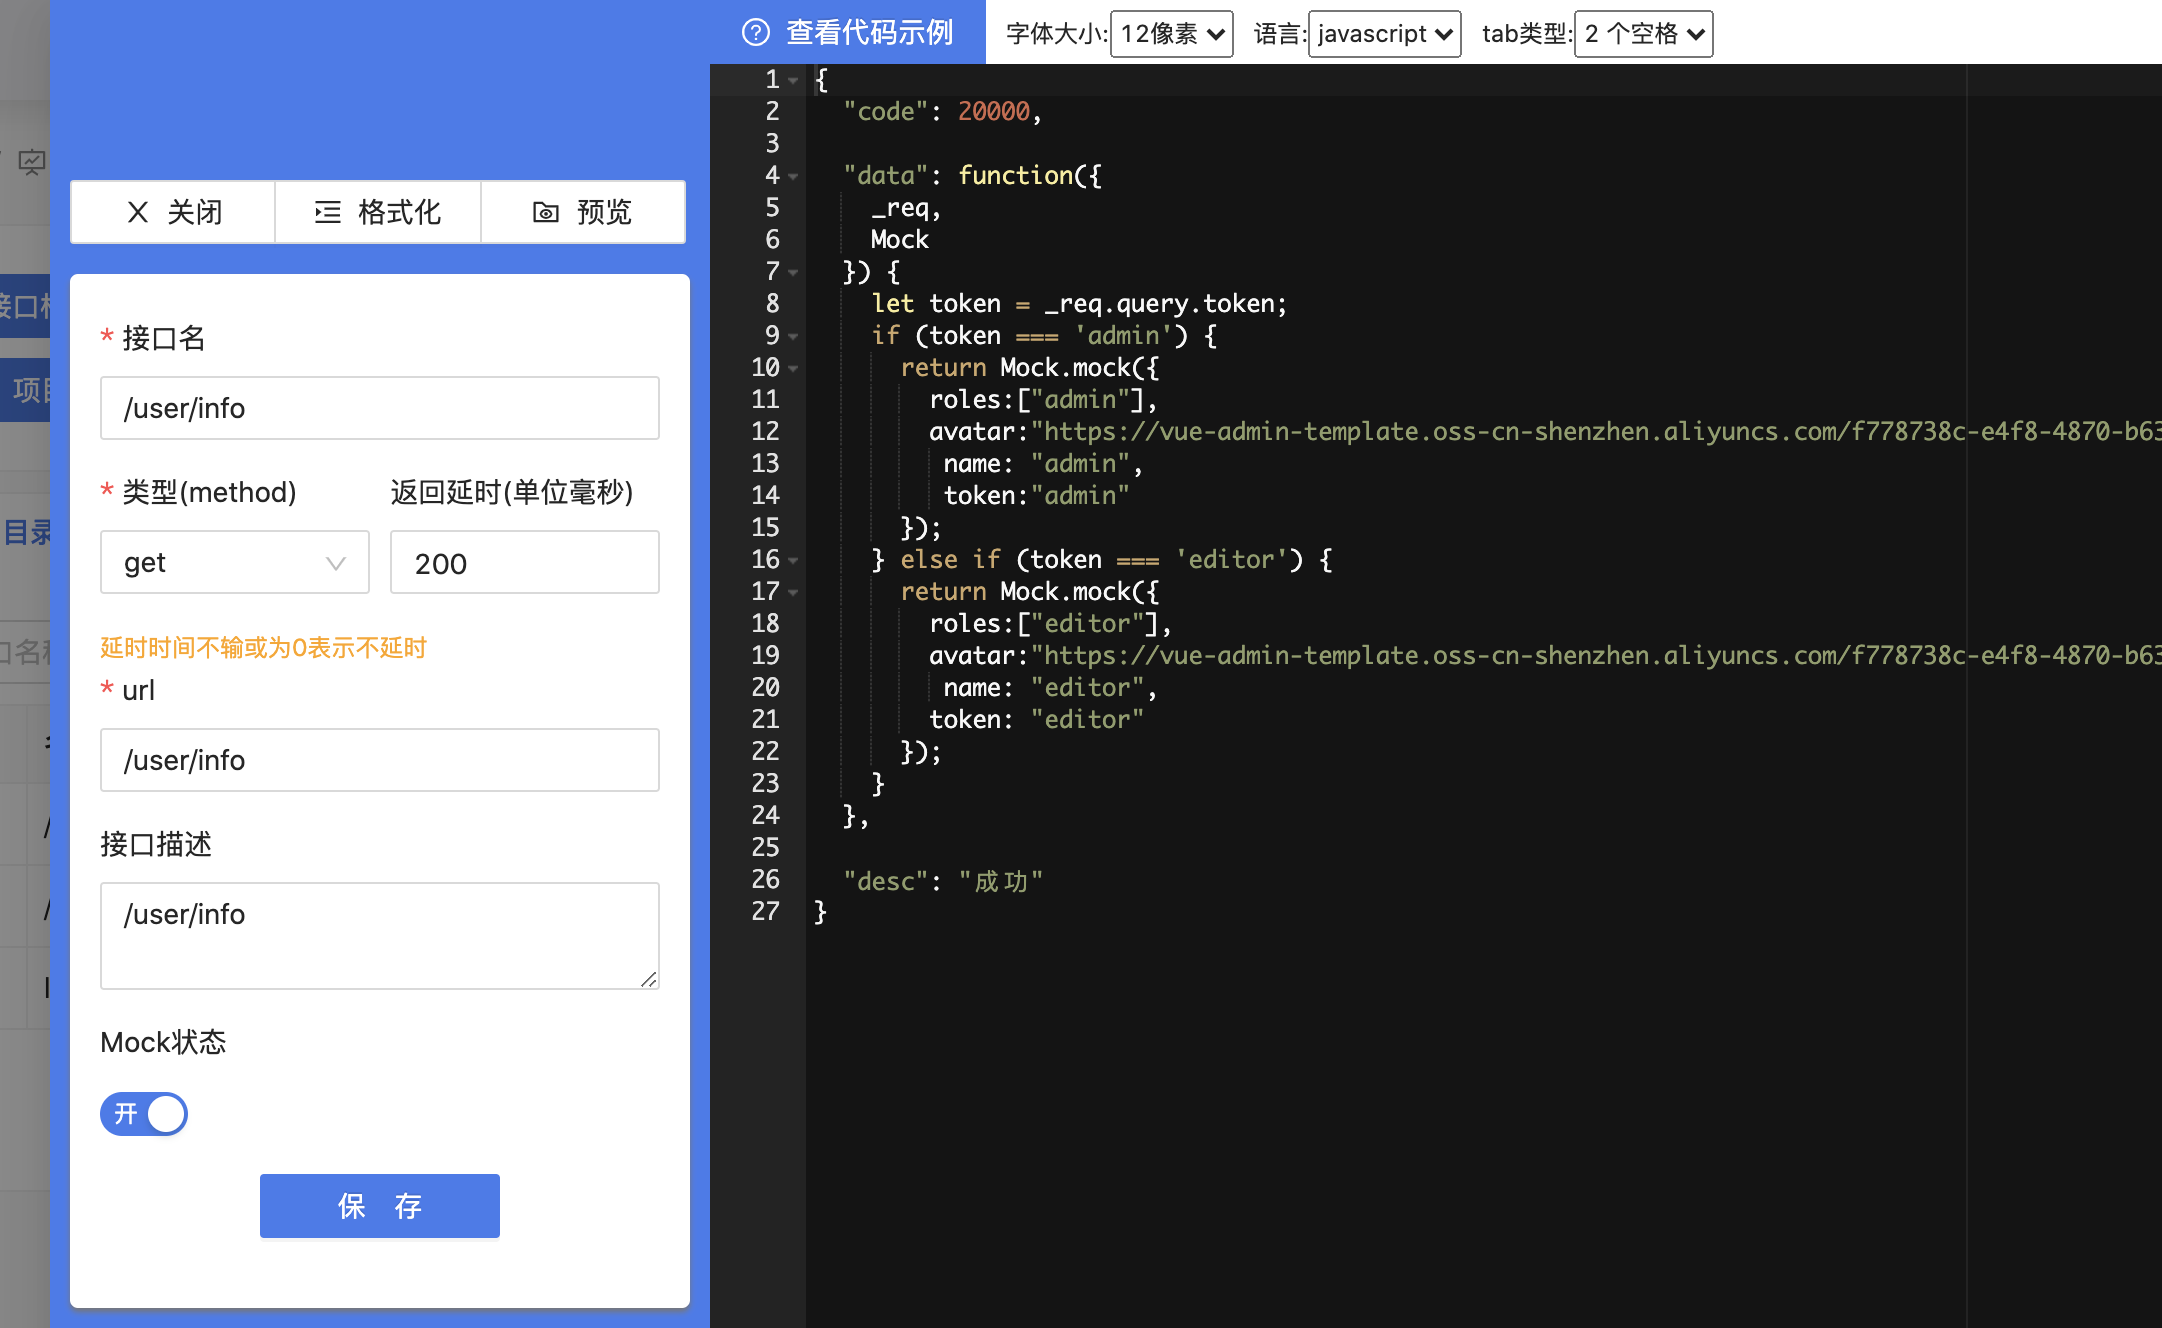 查看代码示例
字体大小: 12像素 语言: javascript tab类型: 2 个空格
关闭 格式化 预览
* 接口名
/user/info
* 类型(method) 返回延时(单位毫秒)
get 200
延时时间不输或为0表示不延时
* url
/user/info
接口描述
/user/info
Mock状态
开
保 存
接口
项目
目录
口名称
1 {
2 "code": 20000,
3
4 "data": function({
5 _req,
6 Mock
7 }) {
8 let token = _req.query.token;
9 if (token === 'admin') {
10 return Mock.mock({
11 roles:["admin"],
12 avatar:"https://vue-admin-template.oss-cn-shenzhen.aliyuncs.com/f778738c-e4f8-4870-b63
13 name: "admin",
14 token:"admin"
15 });
16 } else if (token === 'editor') {
17 return Mock.mock({
18 roles:["editor"],
19 avatar:"https://vue-admin-template.oss-cn-shenzhen.aliyuncs.com/f778738c-e4f8-4870-b63
20 name: "editor",
21 token: "editor"
22 });
23 }
24 },
25
26 "desc": "成功"
27 }